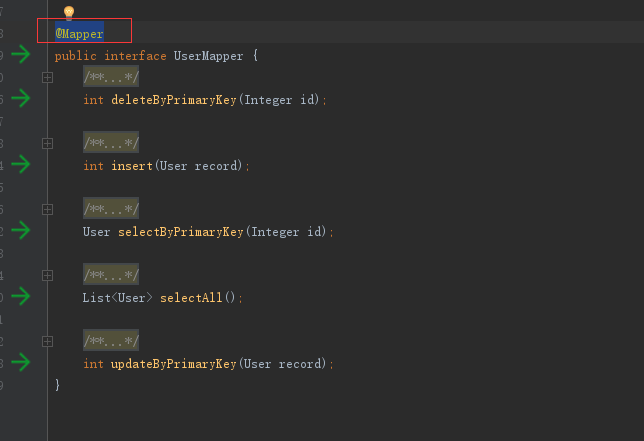 @Mapper
public interface UserMapper {
/**...*/
int deleteByPrimaryKey(Integer id);
/**...*/
int insert(User record);
/**...*/
User selectByPrimaryKey(Integer id);
/**...*/
List<User> selectAll();
/**...*/
int updateByPrimaryKey(User record);
}